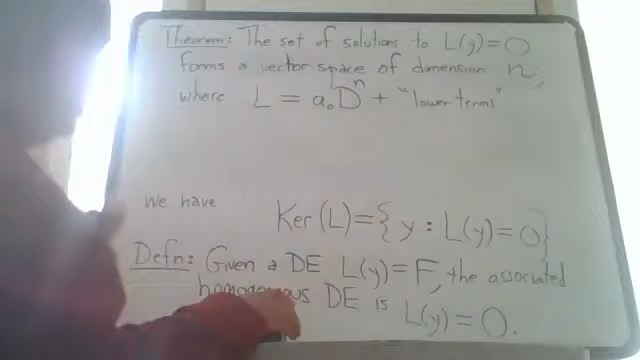 Theorem: The set of solutions to L(y)=0
forms a vector space of dimension n,
where L = a₀Dⁿ + "lower terms"
we have Ker(L)={y : L(y)=0}
Defn: Given a DE L(y)=F, the associated
homogeneous DE is L(y)=0.